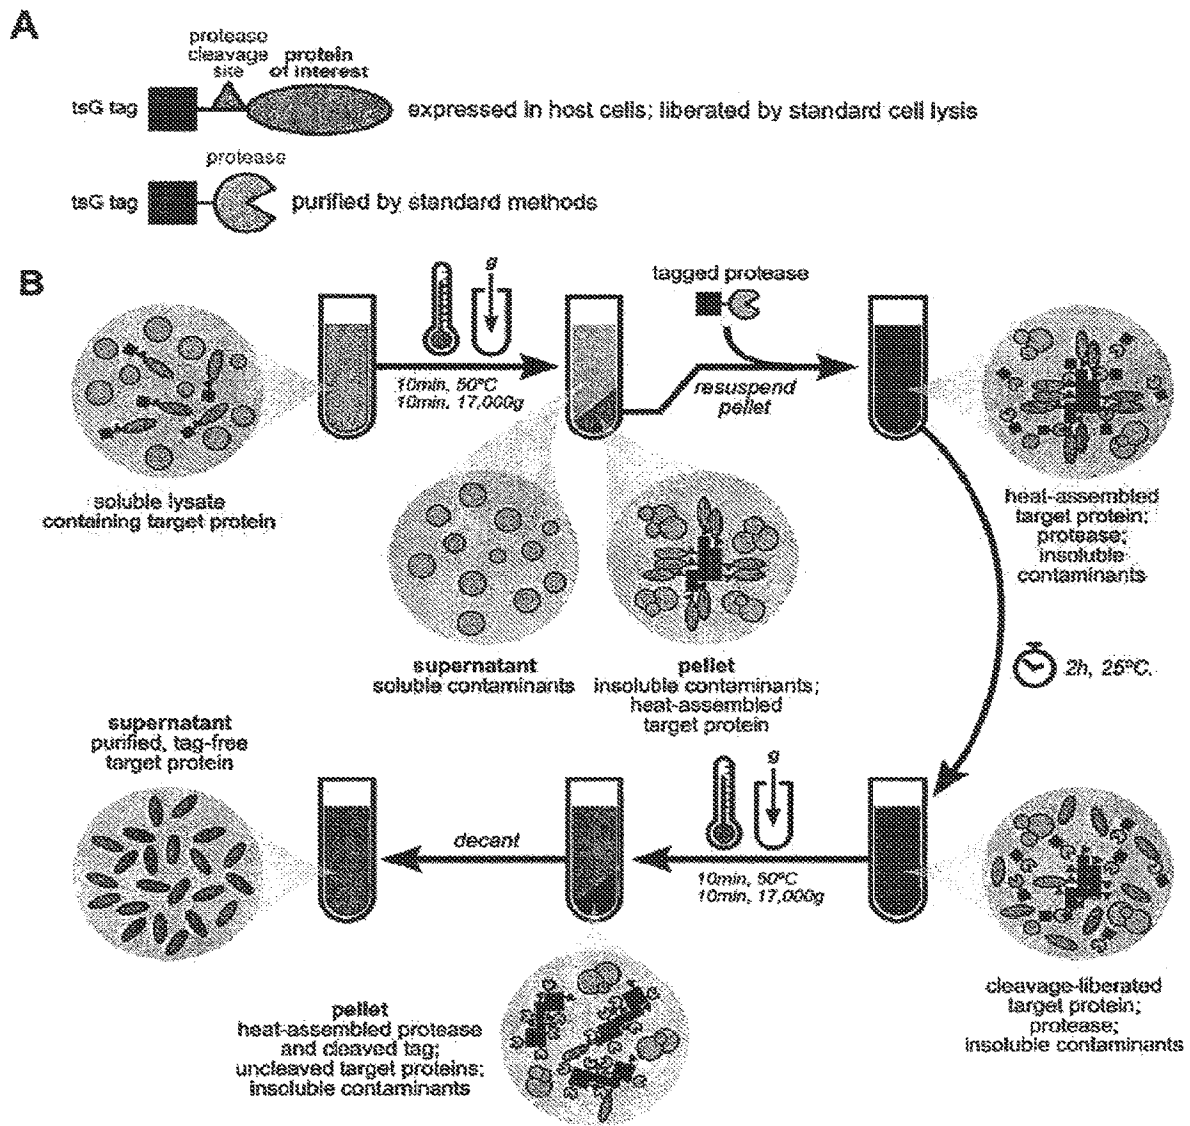 A
protease
cleavage
site
protein
of interest
tsG tag
expressed in host cells; liberated by standard cell lysis
protease
tsG tag
purified by standard methods
B
g
10min, 50ºC
10min, 17,000g
tagged protease
resuspend
pellet
soluble lysate
containing target protein
heat-assembled
target protein;
protease;
insoluble
contaminants
supernatant
soluble contaminants
pellet
insoluble contaminants;
heat-assembled
target protein
2h, 25ºC.
supernatant
purified, tag-free
target protein
decant
g
10min, 50ºC
10min, 17,000g
cleavage-liberated
target protein;
protease;
insoluble contaminants
pellet
heat-assembled protease
and cleaved tag;
uncleaved target proteins;
insoluble contaminants